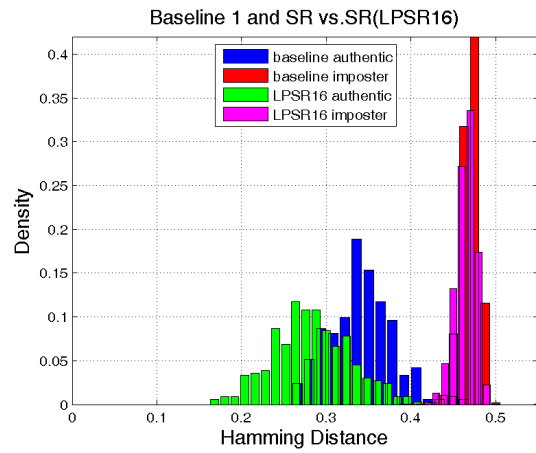 Baseline 1 and SR vs.SR(LPSR16)
baseline authentic
baseline imposter
LPSR16 authentic
LPSR16 imposter
0.4
0.35
0.3
0.25
0.2
0.15
0.1
0.05
0
Density
0 0.1 0.2 0.3 0.4 0.5
Hamming Distance